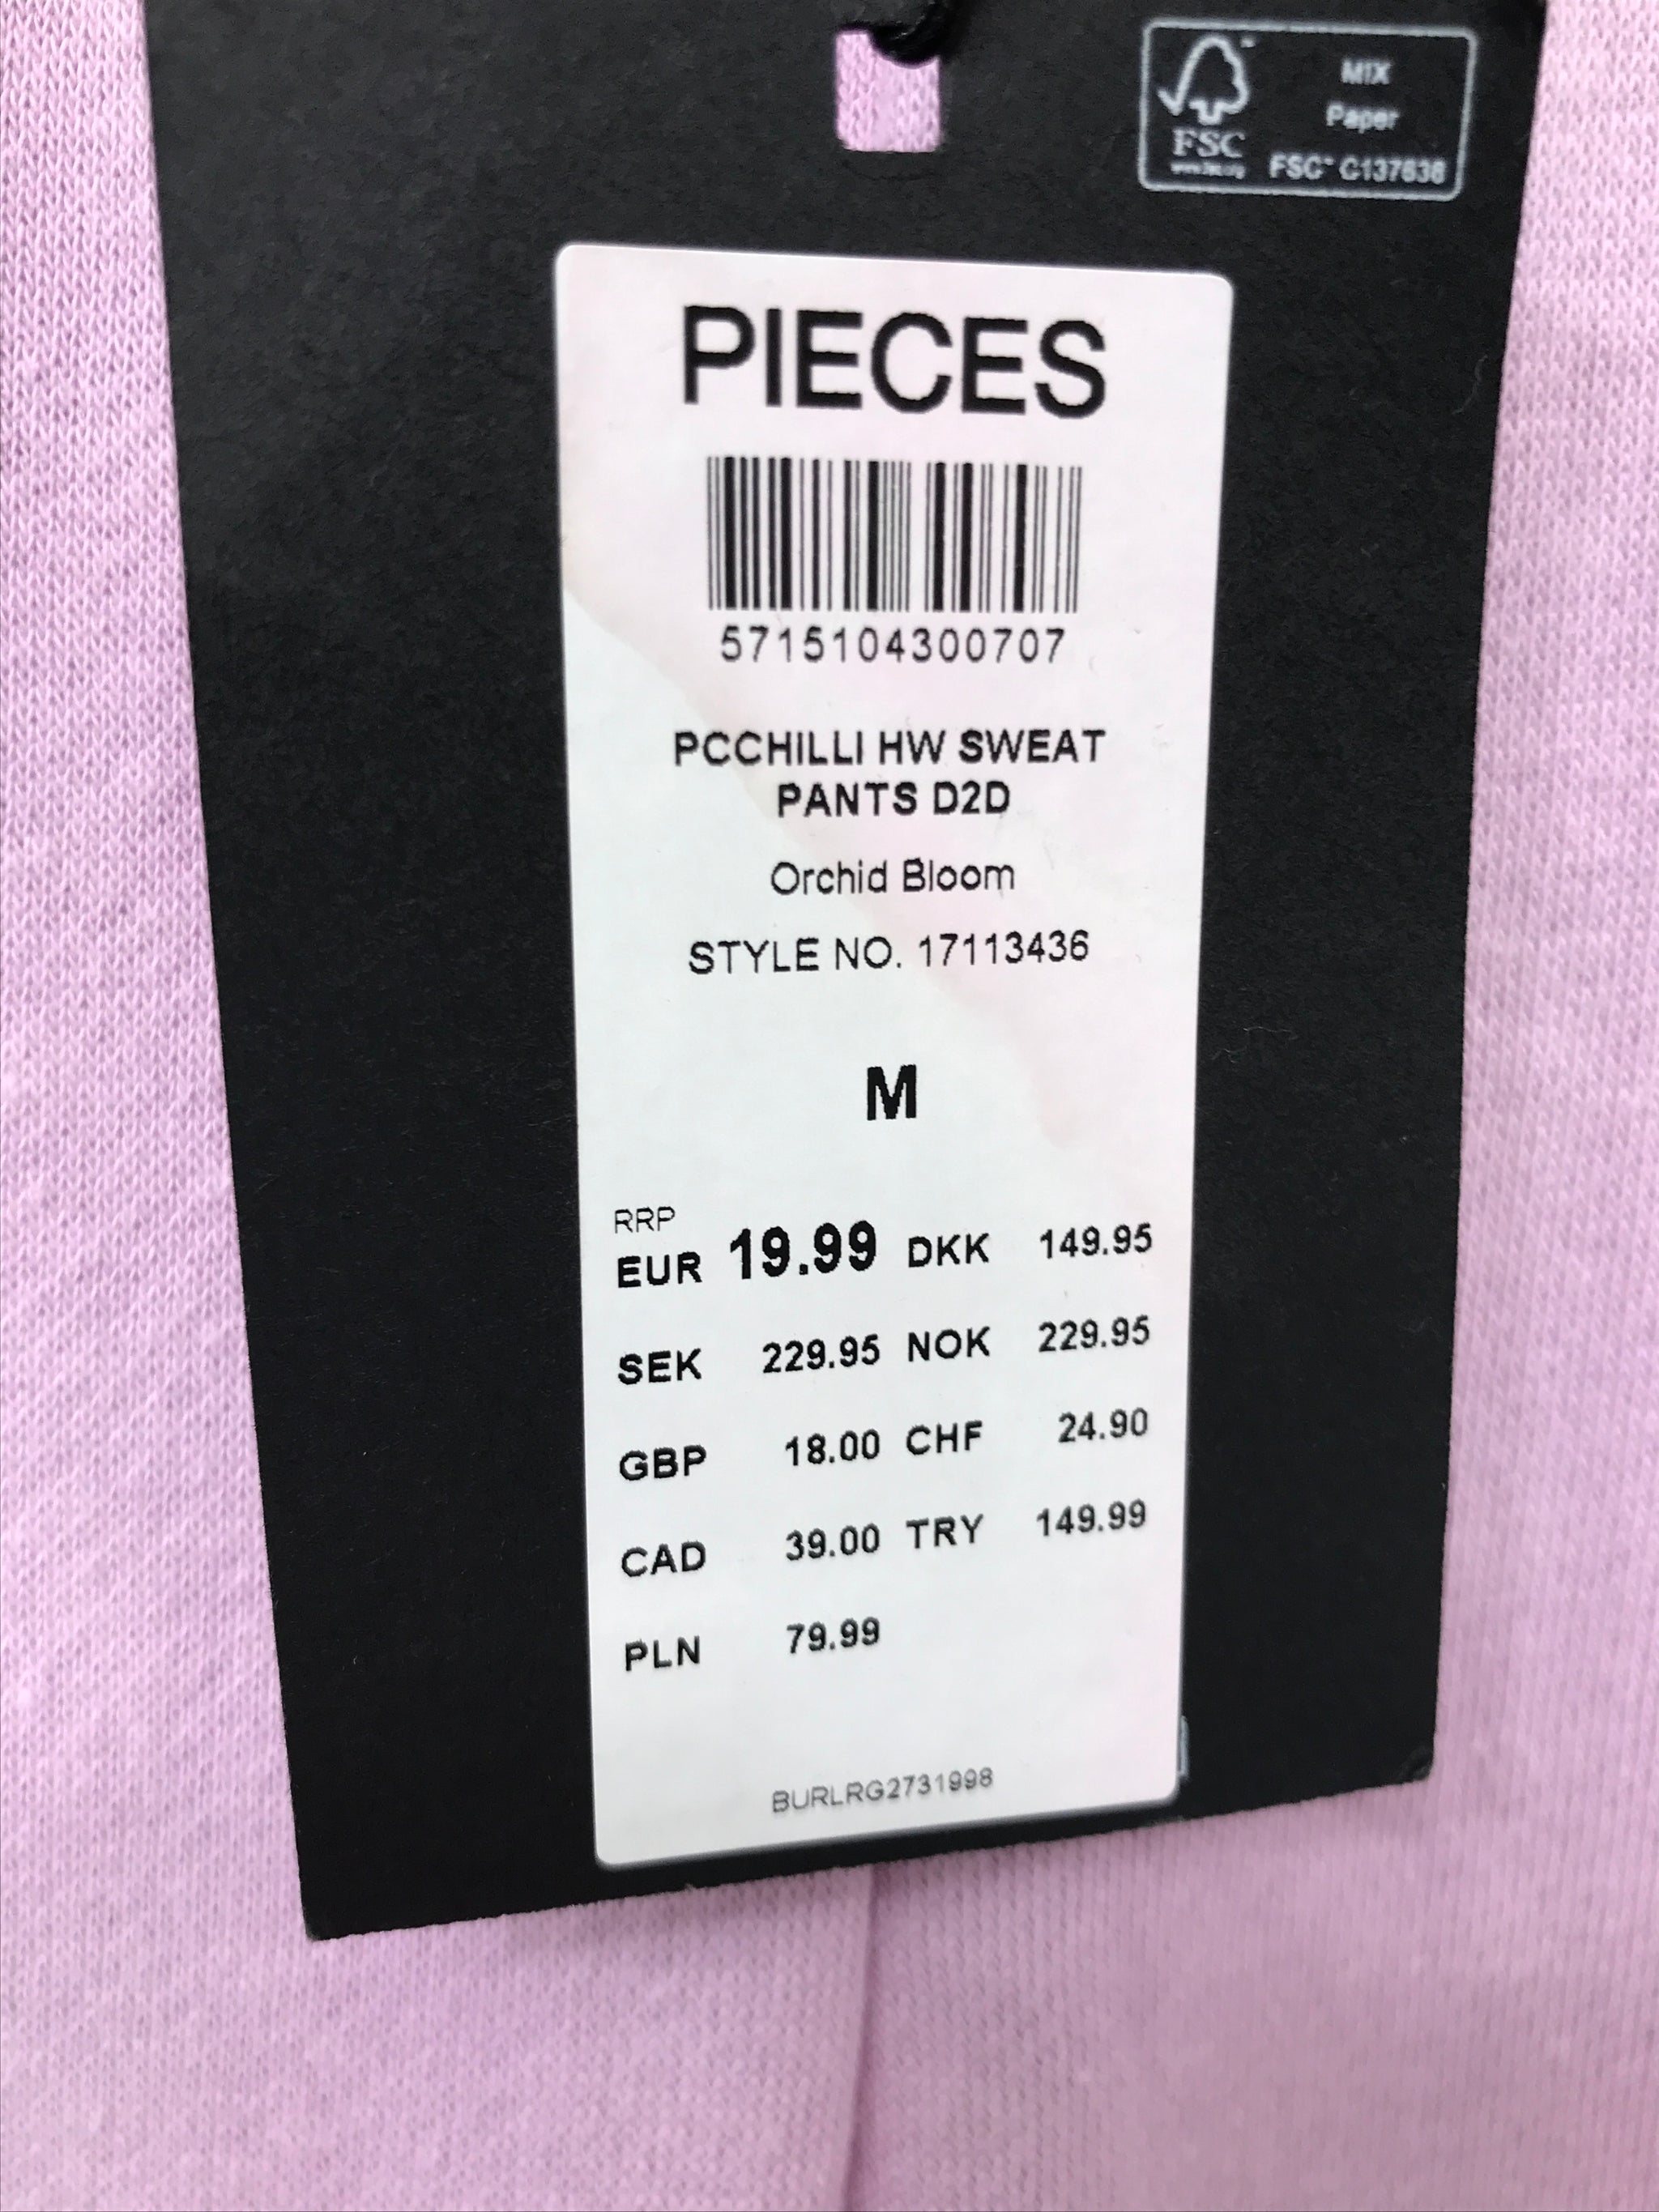 MIX
Paper
FSC
FSC™ C137638
PIECES
5715104300707
PCCHILLI HW SWEAT
PANTS D2D
Orchid Bloom
STYLE NO. 17113436
M
RRP
EUR 19.99 DKK 149.95
SEK 229.95 NOK 229.95
GBP 18.00 CHF 24.90
CAD 39.00 TRY 149.99
PLN 79.99
BURLRG2731998